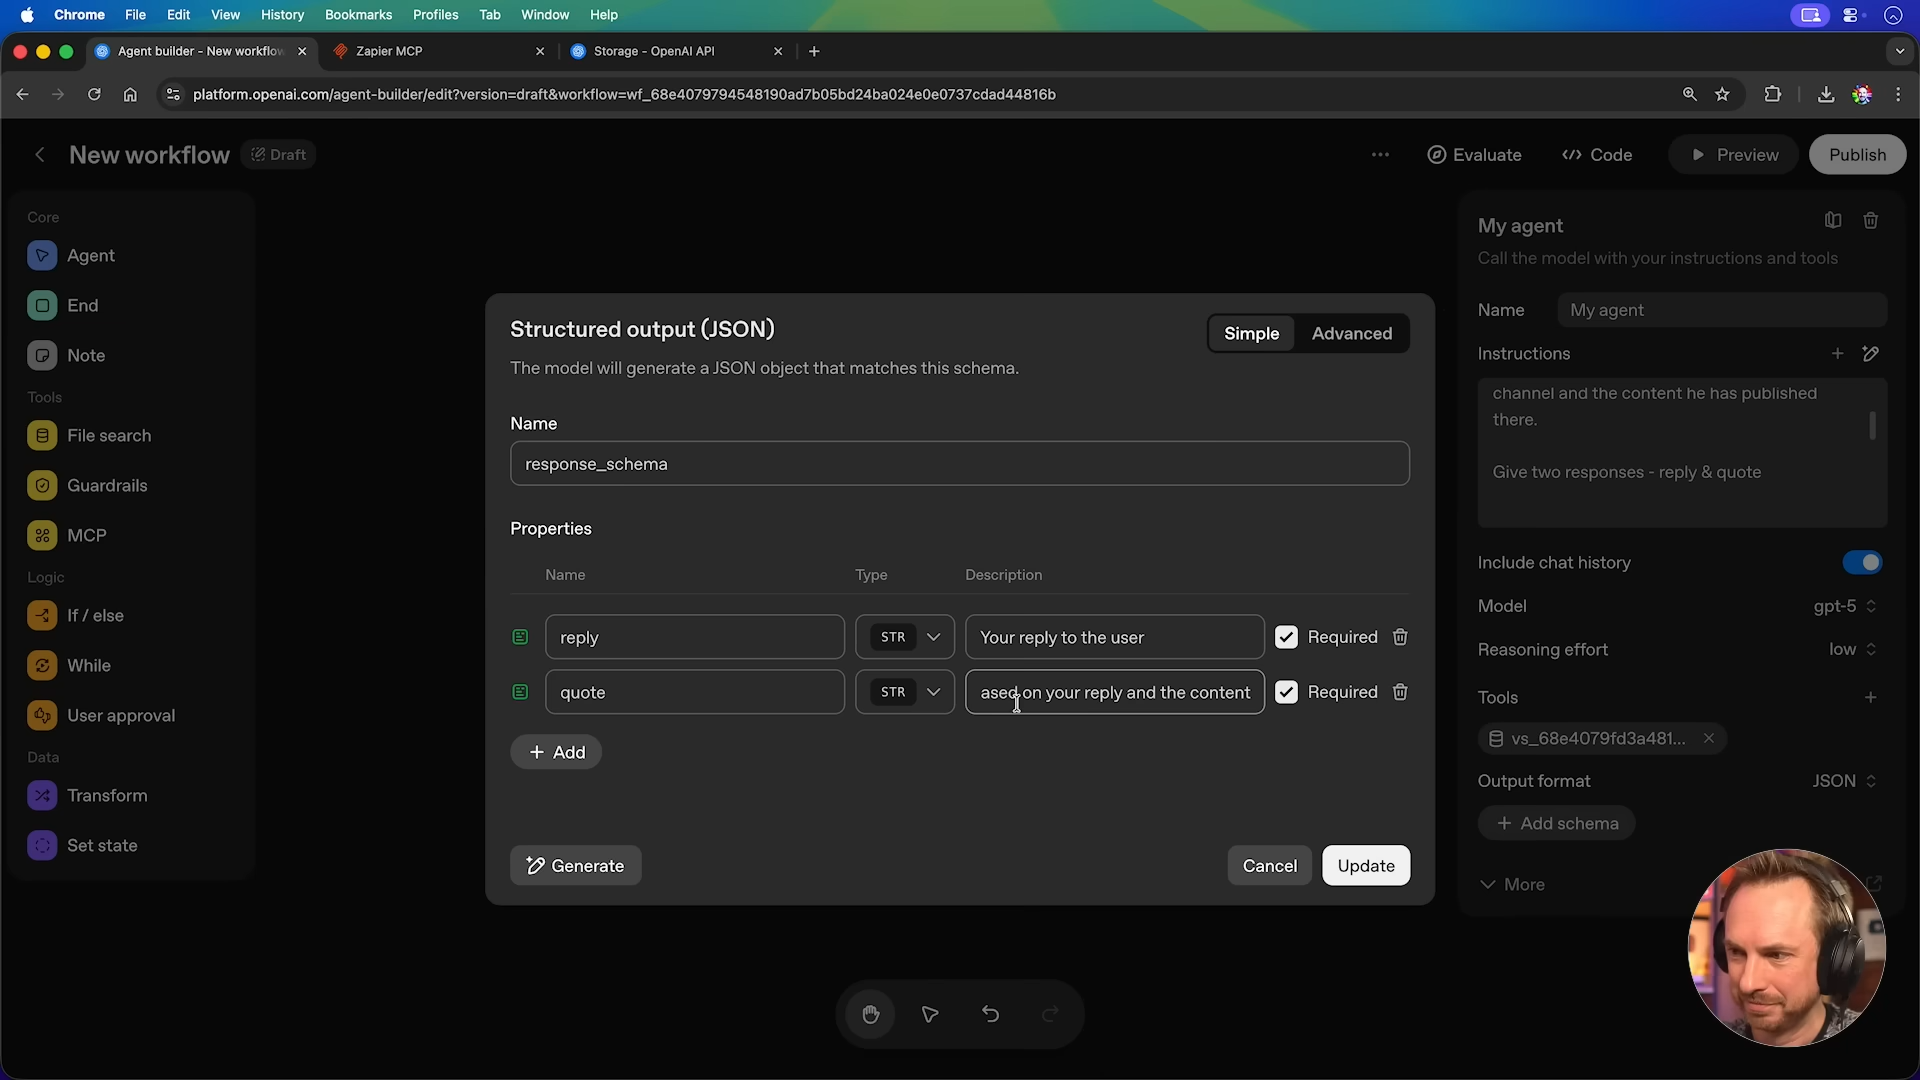 Chrome File Edit View History Bookmarks Profiles Tab Window Help
Agent builder - New workflow
Zapier MCP
Storage - OpenAI API
platform.openai.com/agent-builder/edit?version=draft&workflow=wf_68e4079794548190ad7b05bd24ba024e0e0737cdad44816b
New workflow
Draft
Evaluate
Code
Preview
Publish
Core
Agent
End
Note
Tools
File search
Guardrails
MCP
Logic
If / else
While
User approval
Data
Transform
Set state
Structured output (JSON)
Simple Advanced
The model will generate a JSON object that matches this schema.
Name
response_schema
Properties
Name Type Description
reply STR Your reply to the user Required
quote STR ased on your reply and the content Required
+ Add
Generate
Cancel Update
My agent
Call the model with your instructions and tools
Name My agent
Instructions
channel and the content he has published
there.
Give two responses - reply & quote
Include chat history
Model gpt-5
Reasoning effort low
Tools
vs_68e4079fd3a481...
Output format JSON
+ Add schema
More